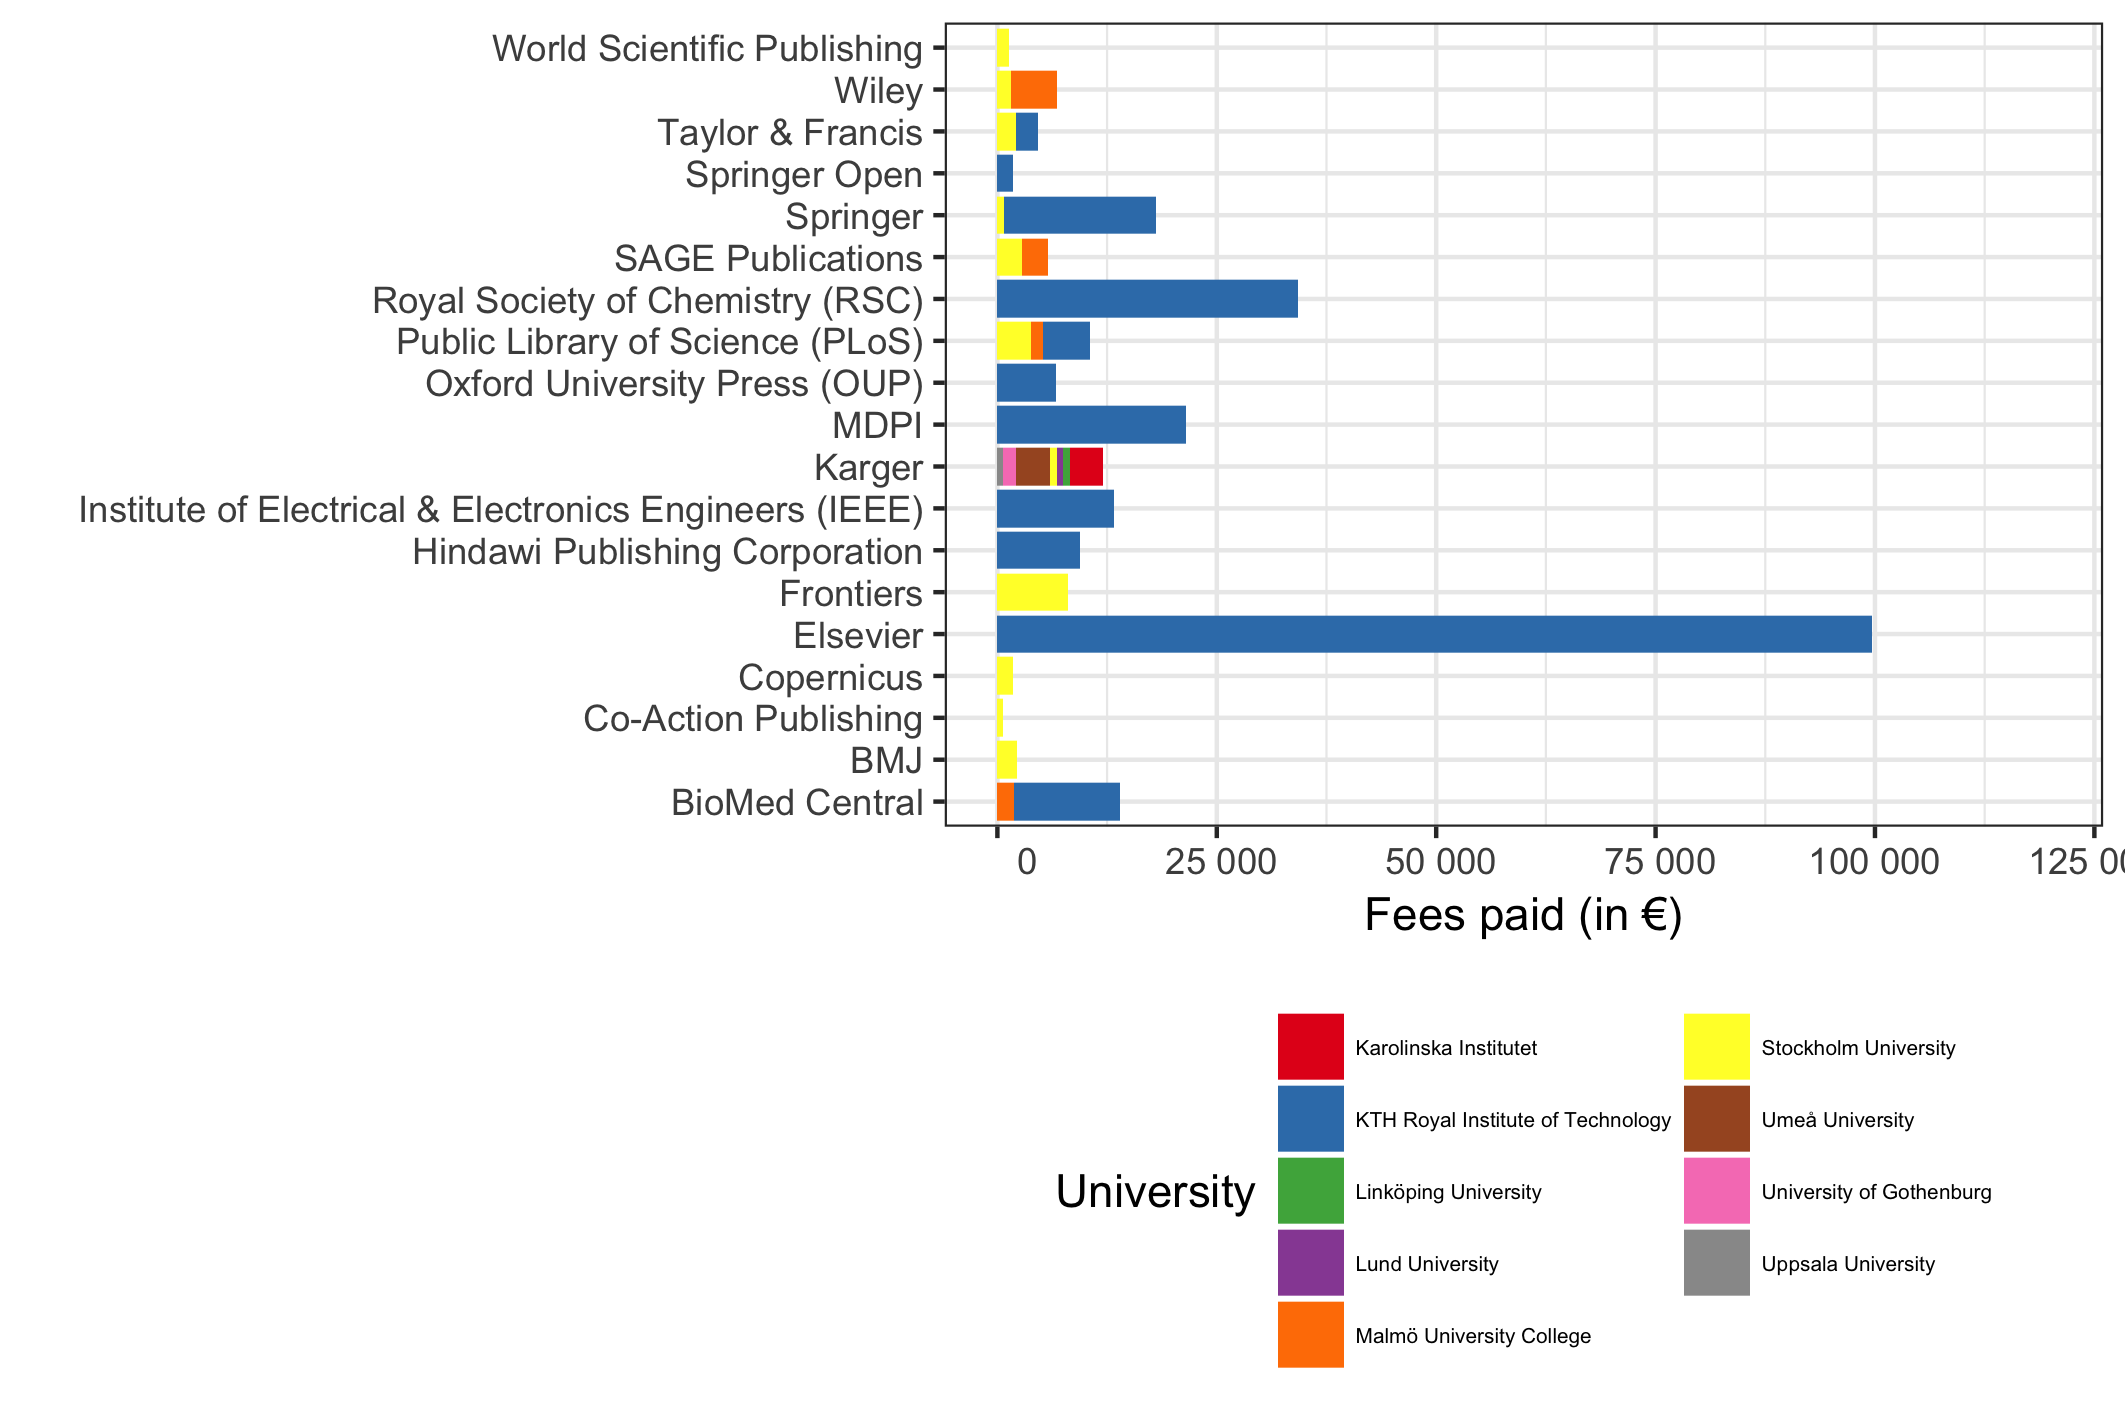 World Scientific Publishing
Wiley
Taylor & Francis
Springer Open
Springer
SAGE Publications
Royal Society of Chemistry (RSC)
Public Library of Science (PLoS)
Oxford University Press (OUP)
MDPI
Karger
Institute of Electrical & Electronics Engineers (IEEE)
Hindawi Publishing Corporation
Frontiers
Elsevier
Copernicus
Co-Action Publishing
BMJ
BioMed Central
0 25 000 50 000 75 000 100 000 125 0
Fees paid (in €)
University
Karolinska Institutet
KTH Royal Institute of Technology
Linköping University
Lund University
Malmö University College
Stockholm University
Umeå University
University of Gothenburg
Uppsala University